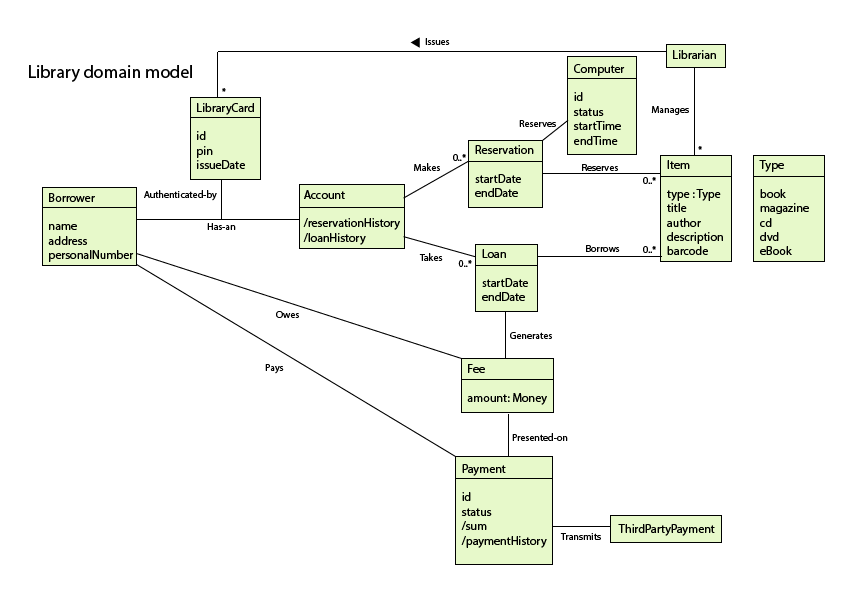 ◀ Issues
Librarian
Library domain model
Computer
id
status
startTime
endTime
*
LibraryCard
id
pin
issueDate
Manages
Reserves
Reservation
startDate
endDate
0..*
Makes
*
Reserves
0..*
Item
type : Type
title
author
description
barcode
Type
book
magazine
cd
dvd
eBook
Borrower
name
address
personalNumber
Authenticated-by
Has-an
Account
/reservationHistory
/loanHistory
Takes
0..*
Loan
startDate
endDate
Borrows
0..*
Owes
Generates
Pays
Fee
amount: Money
Presented-on
Payment
id
status
/sum
/paymentHistory
Transmits
ThirdPartyPayment